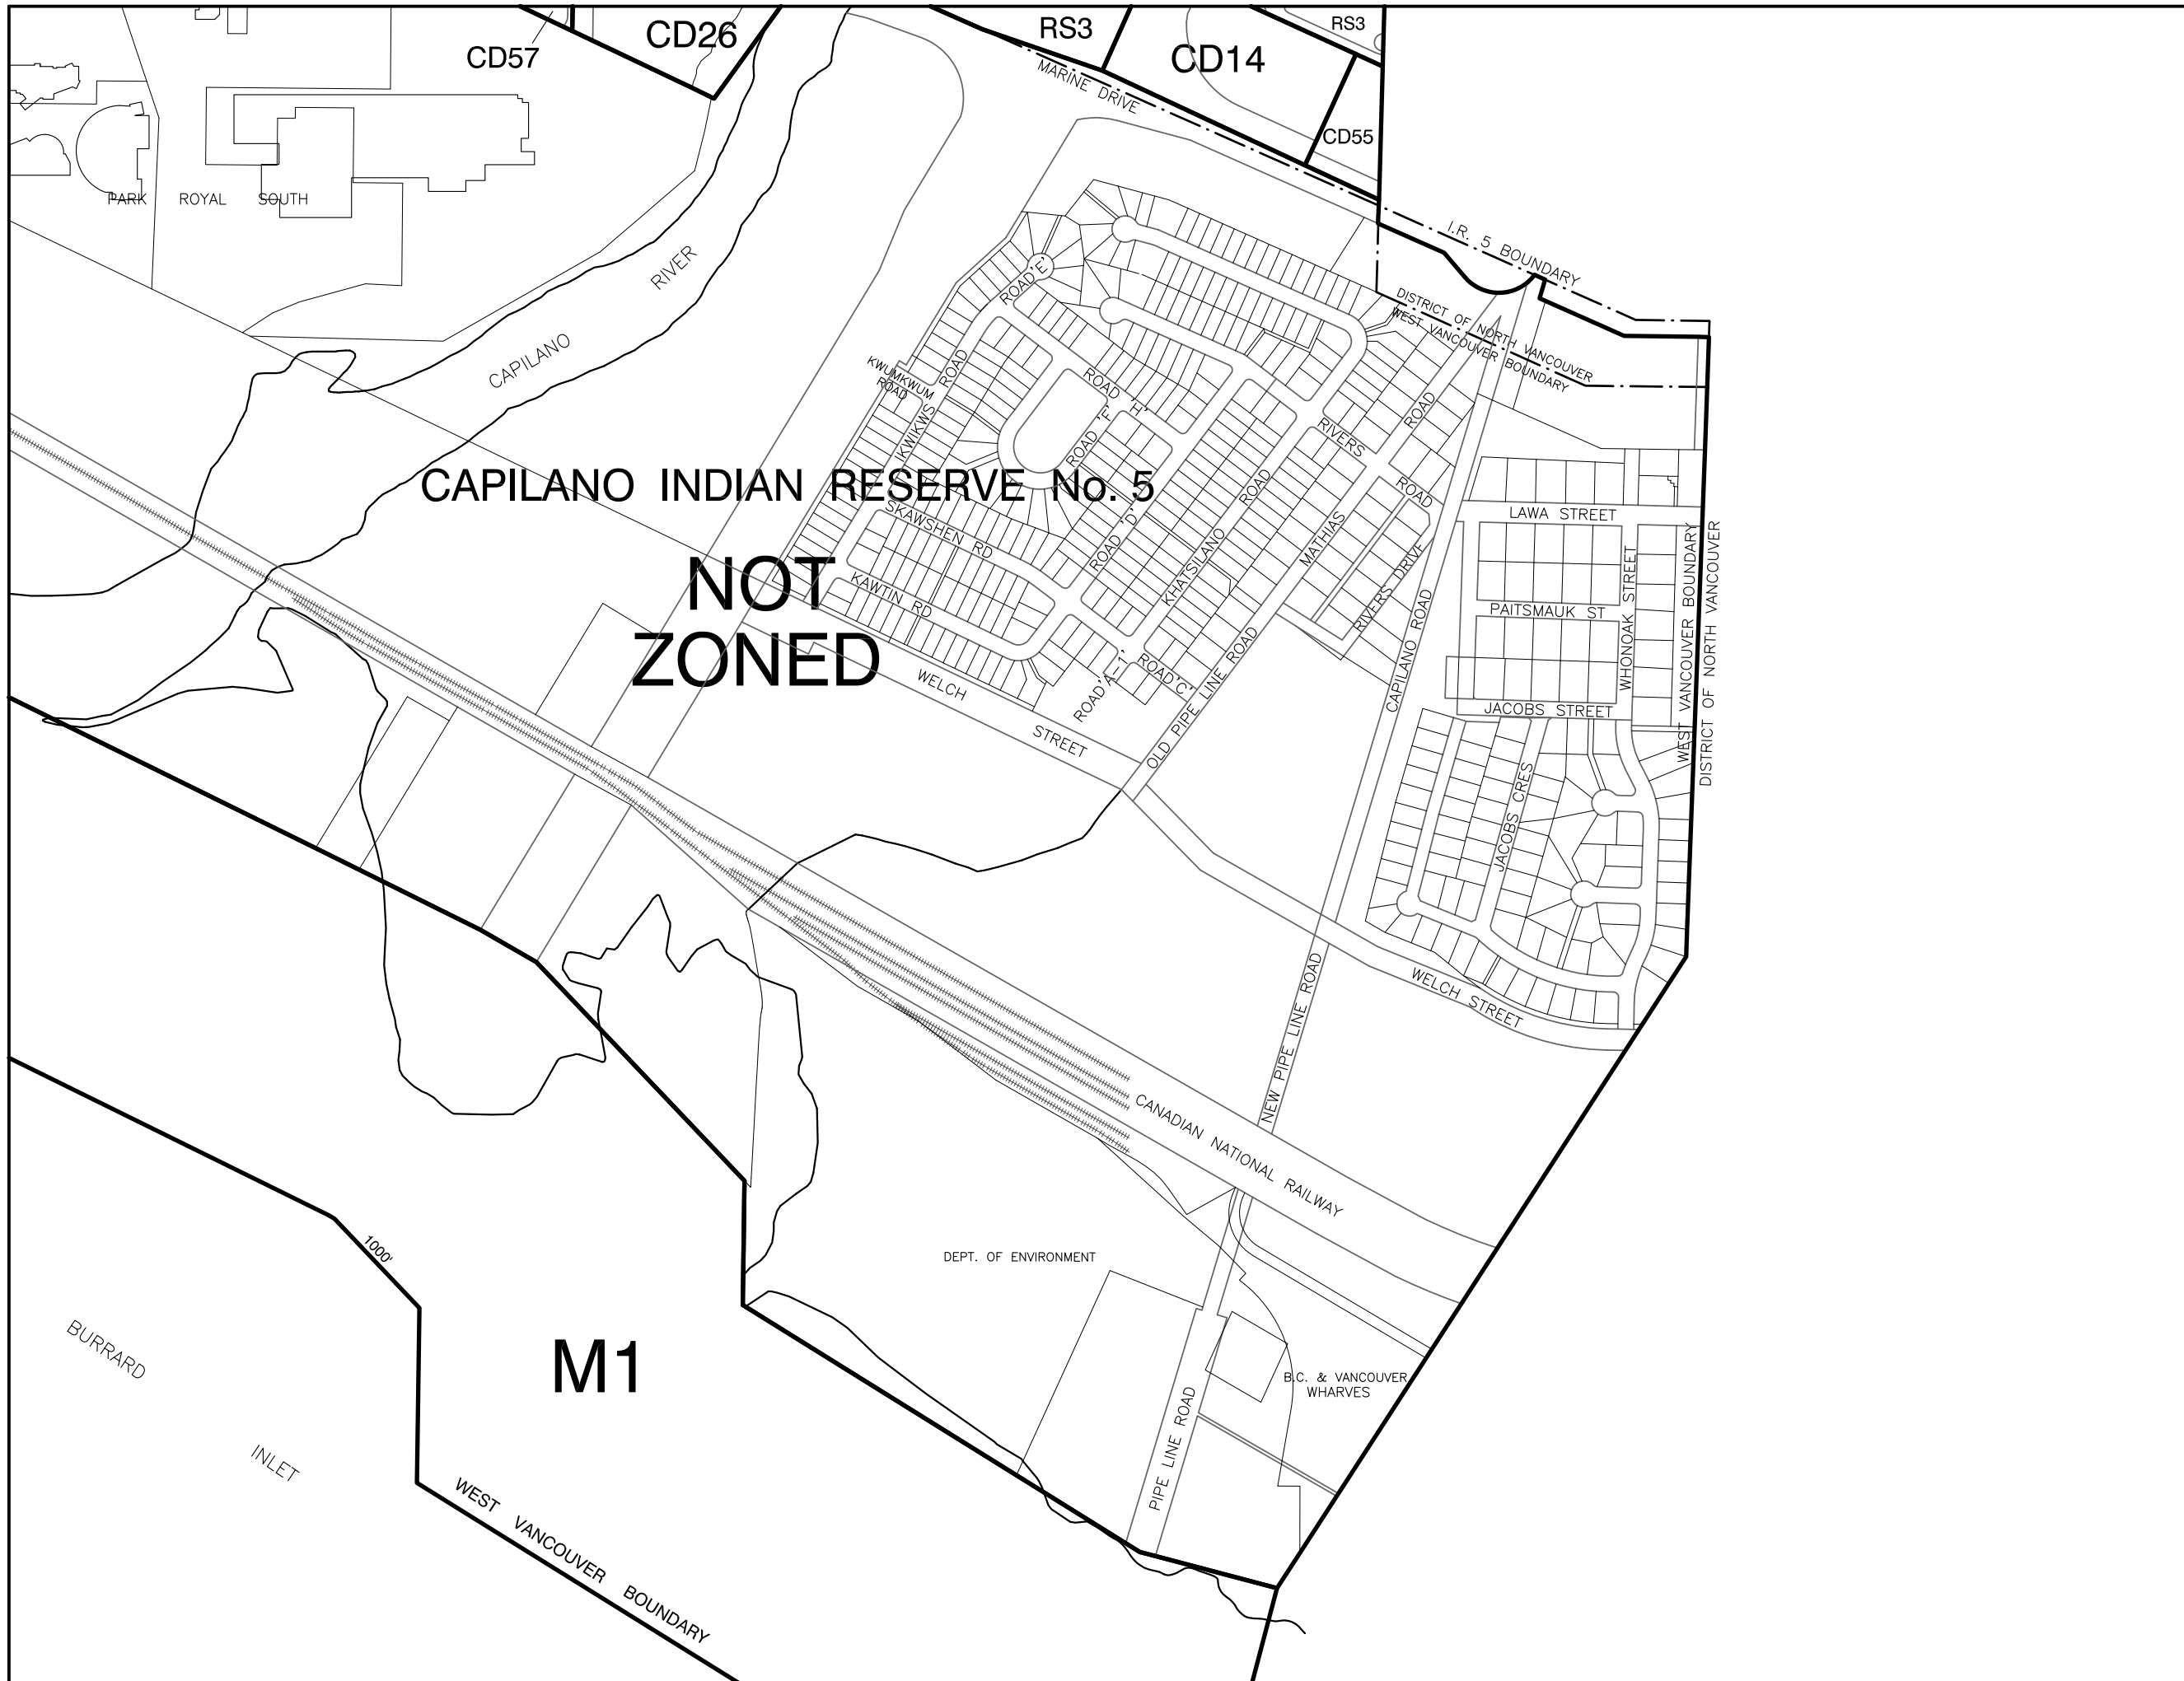 CD57
CD26
RS3
CD14
RS3
CD55
MARINE DRIVE
PARK ROYAL SOUTH
I.R. 5 BOUNDARY
DISTRICT OF NORTH VANCOUVER
WEST VANCOUVER BOUNDARY
CAPILANO RIVER
ROAD 'E'
KWUMKWUM
ROAD
IKWIKWS ROAD
ROAD 'H'
ROAD 'F'
RIVERS ROAD
MATHIAS ROAD
CAPILANO INDIAN RESERVE No. 5
NOT
ZONED
SKAWSHEN RD
KAWTIN RD
ROAD 'D'
KHATSILANO ROAD
RIVERS DRIVE
ROAD 'A-1'
ROAD 'C'
OLD PIPE LINE ROAD
WELCH STREET
CAPILANO ROAD
LAWA STREET
PAITSMAUK ST
WHONOAK STREET
JACOBS STREET
WEST VANCOUVER BOUNDARY
DISTRICT OF NORTH VANCOUVER
JACOBS CRES
WELCH STREET
NEW PIPE LINE ROAD
CANADIAN NATIONAL RAILWAY
DEPT. OF ENVIRONMENT
1000'
BURRARD INLET
M1
B.C. & VANCOUVER
WHARVES
PIPE LINE ROAD
WEST VANCOUVER BOUNDARY